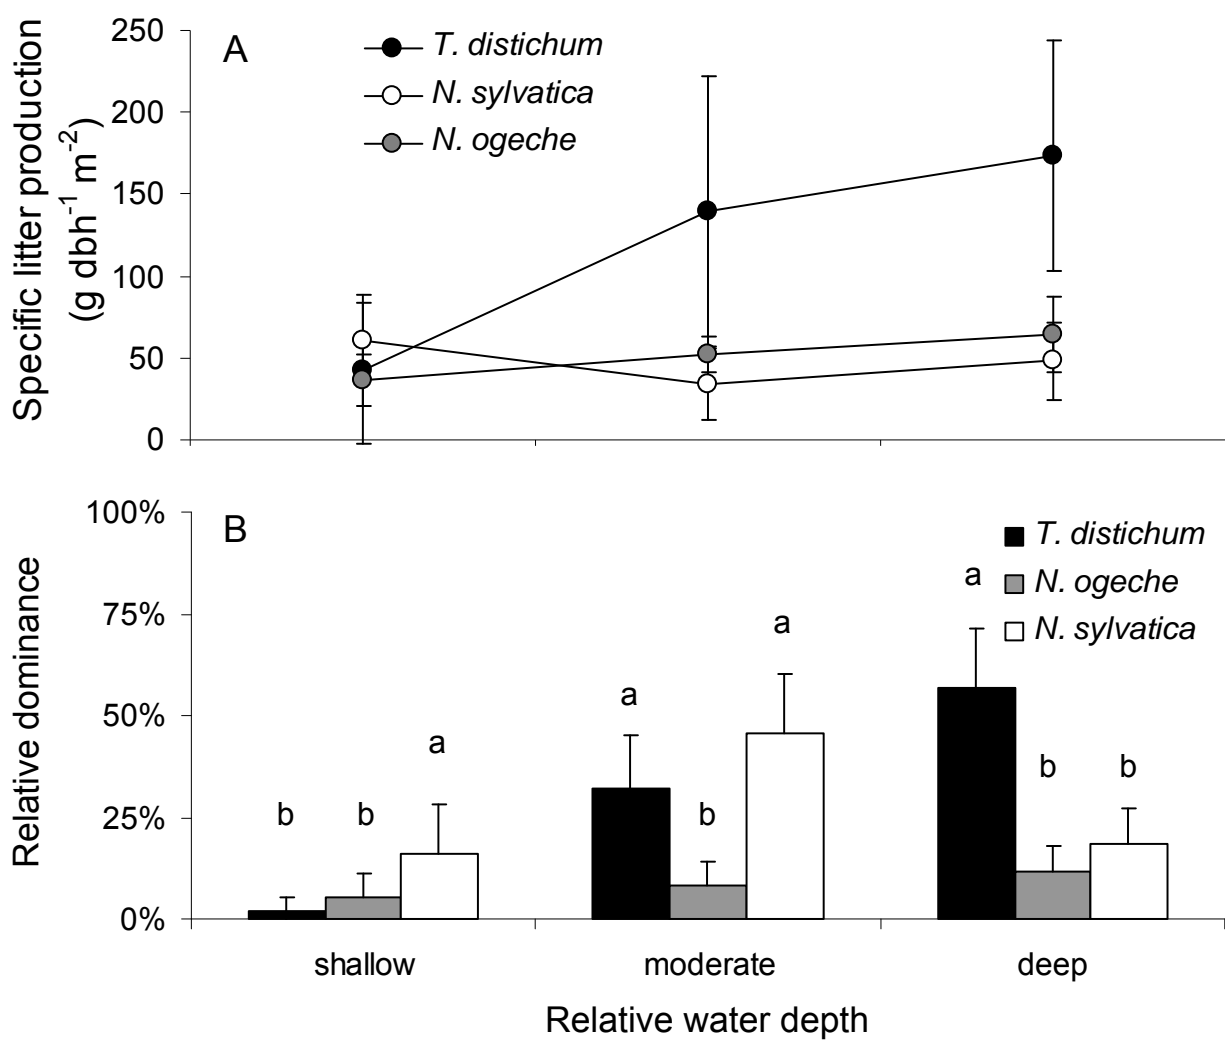 Specific litter production
(g dbh⁻¹ m⁻²)
250
200
150
100
50
0
A
T. distichum
N. sylvatica
N. ogeche
Relative dominance
100%
75%
50%
25%
0%
B
T. distichum
N. ogeche
N. sylvatica
b
b
a
a
b
a
a
b
b
shallow
moderate
deep
Relative water depth